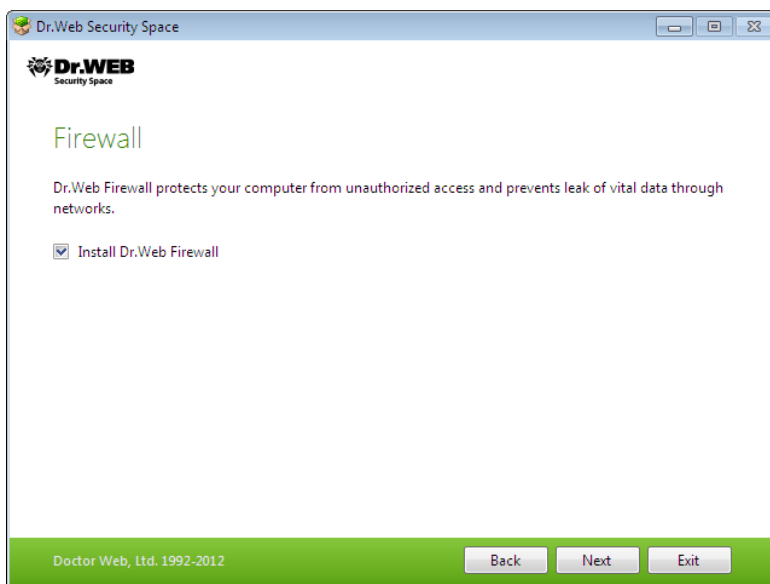 Dr.Web Security Space
Dr.WEB
Security Space
Firewall
Dr.Web Firewall protects your computer from unauthorized access and prevents leak of vital data through
networks.
Install Dr.Web Firewall
Doctor Web, Ltd. 1992-2012
Back
Next
Exit